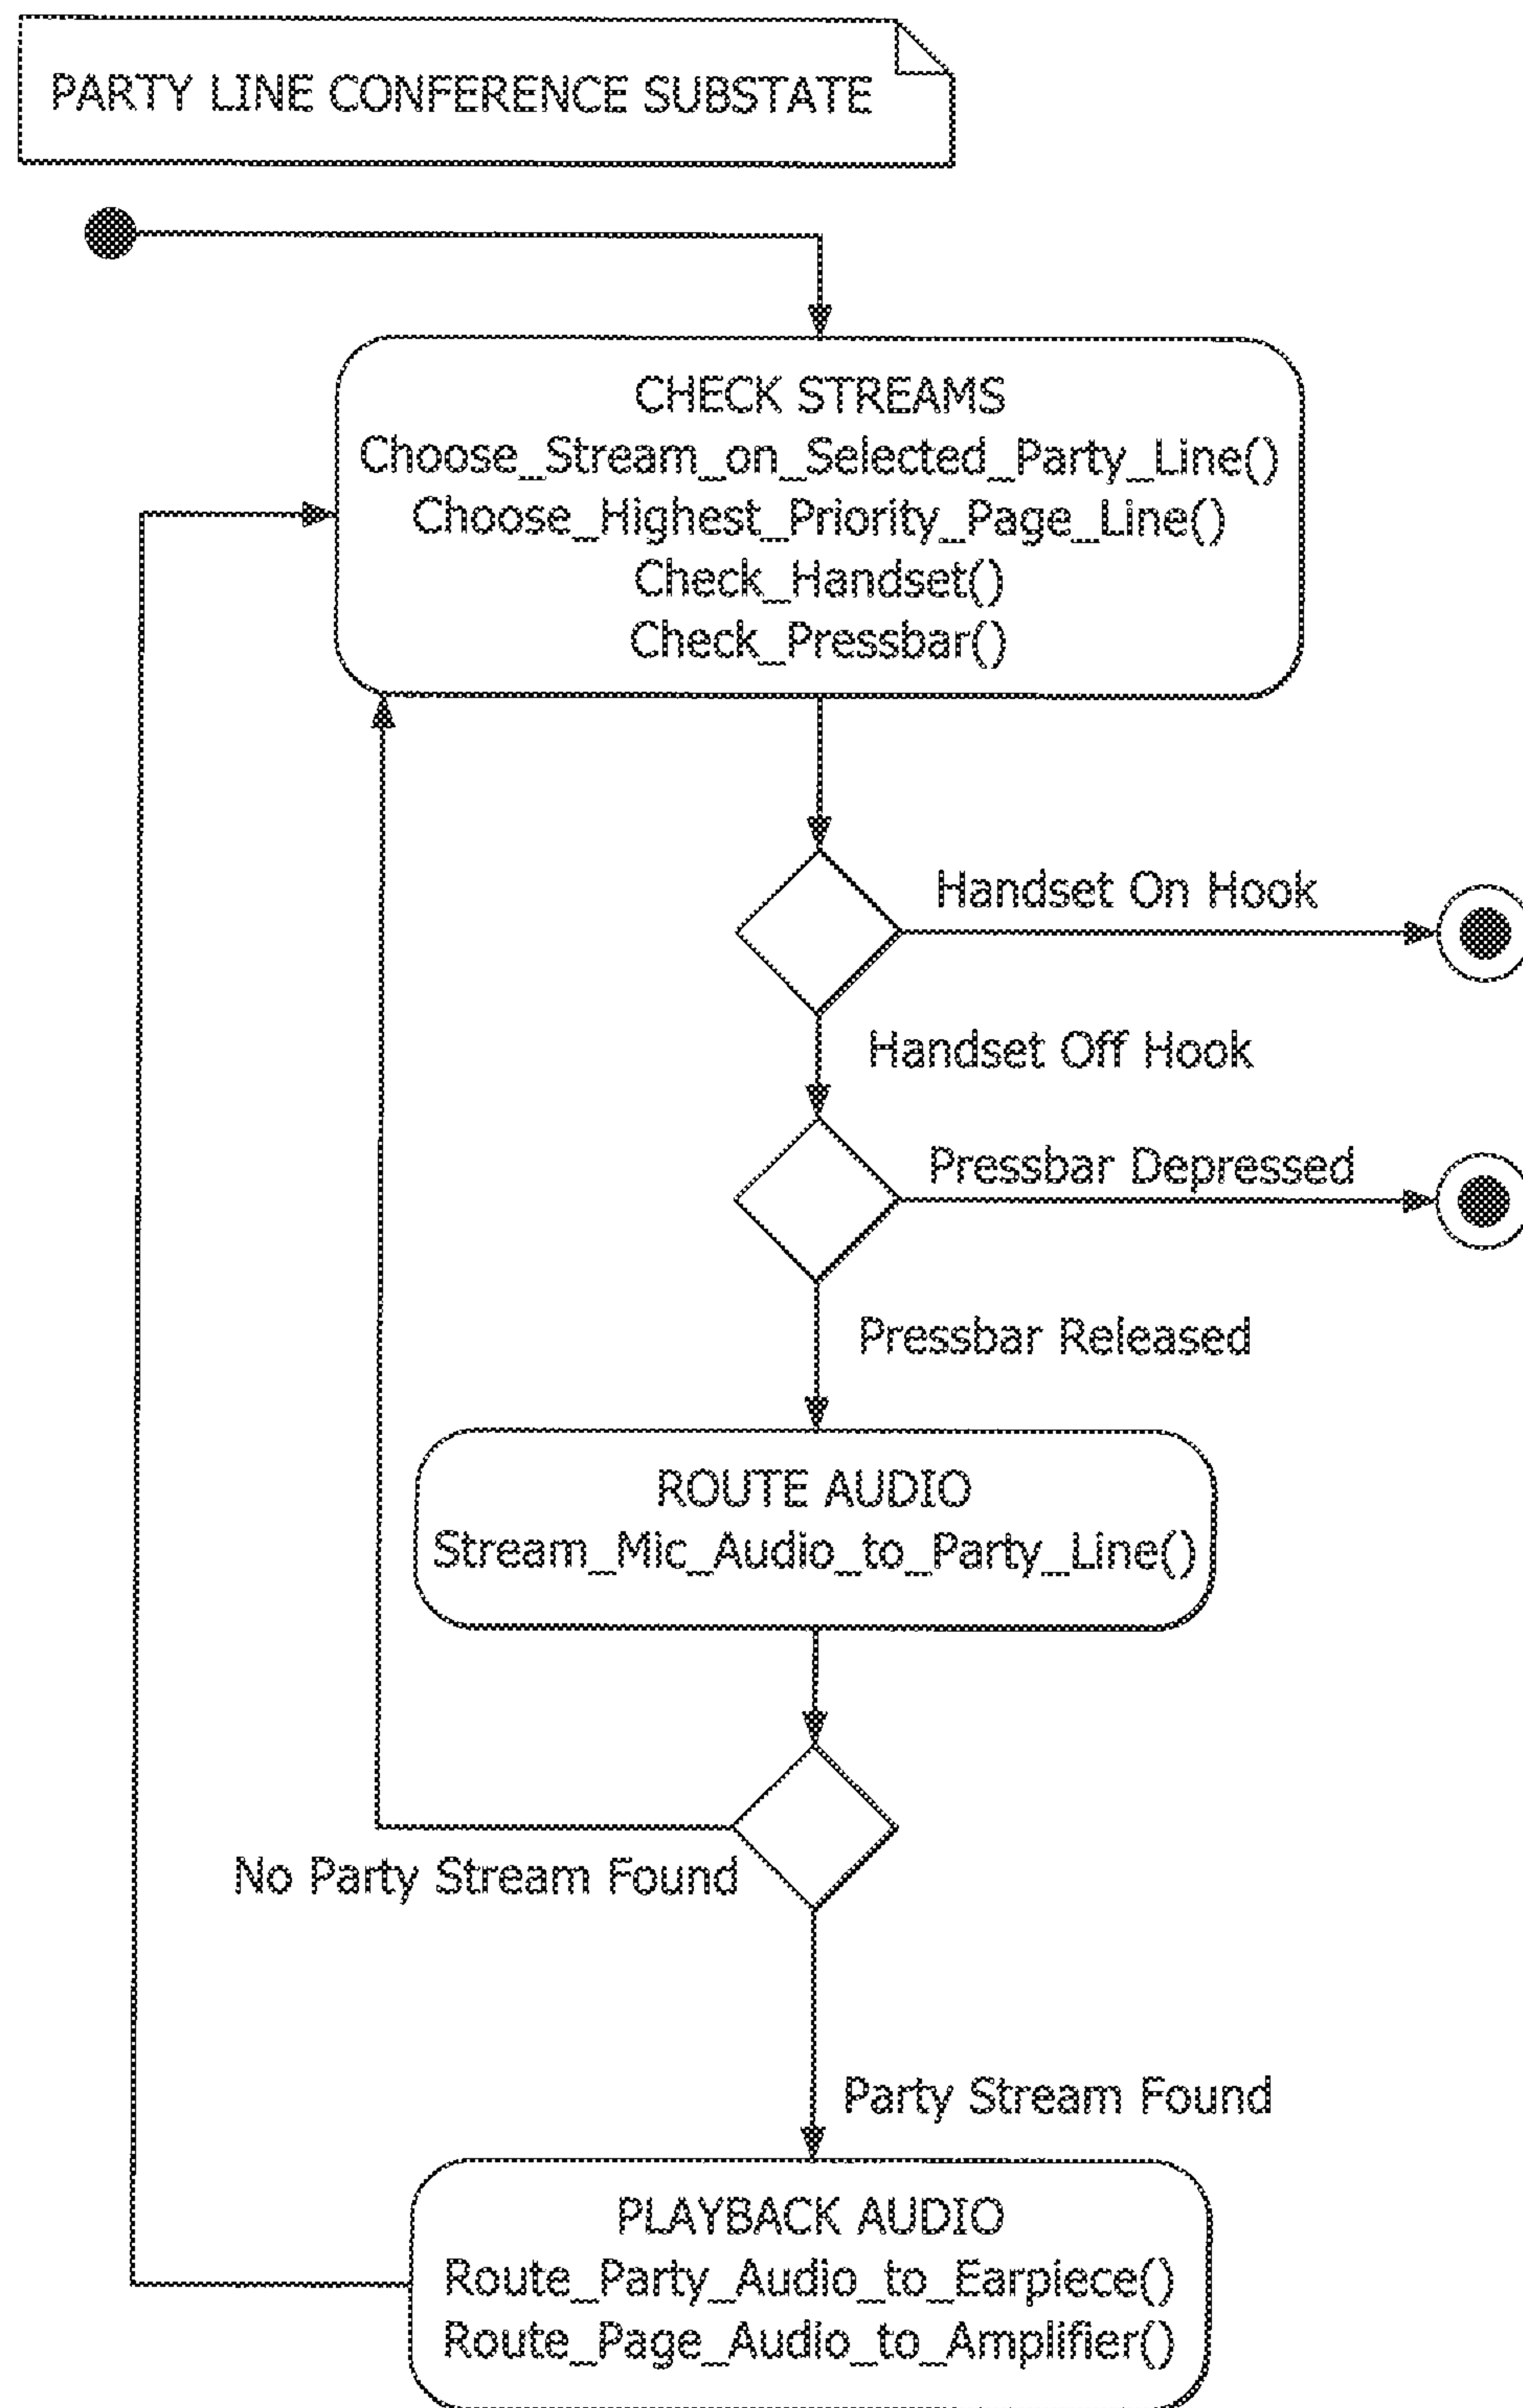 PARTY LINE CONFERENCE SUBSTATE
CHECK STREAMS
Choose_Stream_on_Selected_Party_Line()
Choose_Highest_Priority_Page_Line()
Check_Handset()
Check_Pressbar()
Handset On Hook
Handset Off Hook
Pressbar Depressed
Pressbar Released
ROUTE AUDIO
Stream_Mic_Audio_to_Party_Line()
No Party Stream Found
Party Stream Found
PLAYBACK AUDIO
Route_Party_Audio_to_Earpiece()
Route_Page_Audio_to_Amplifier()